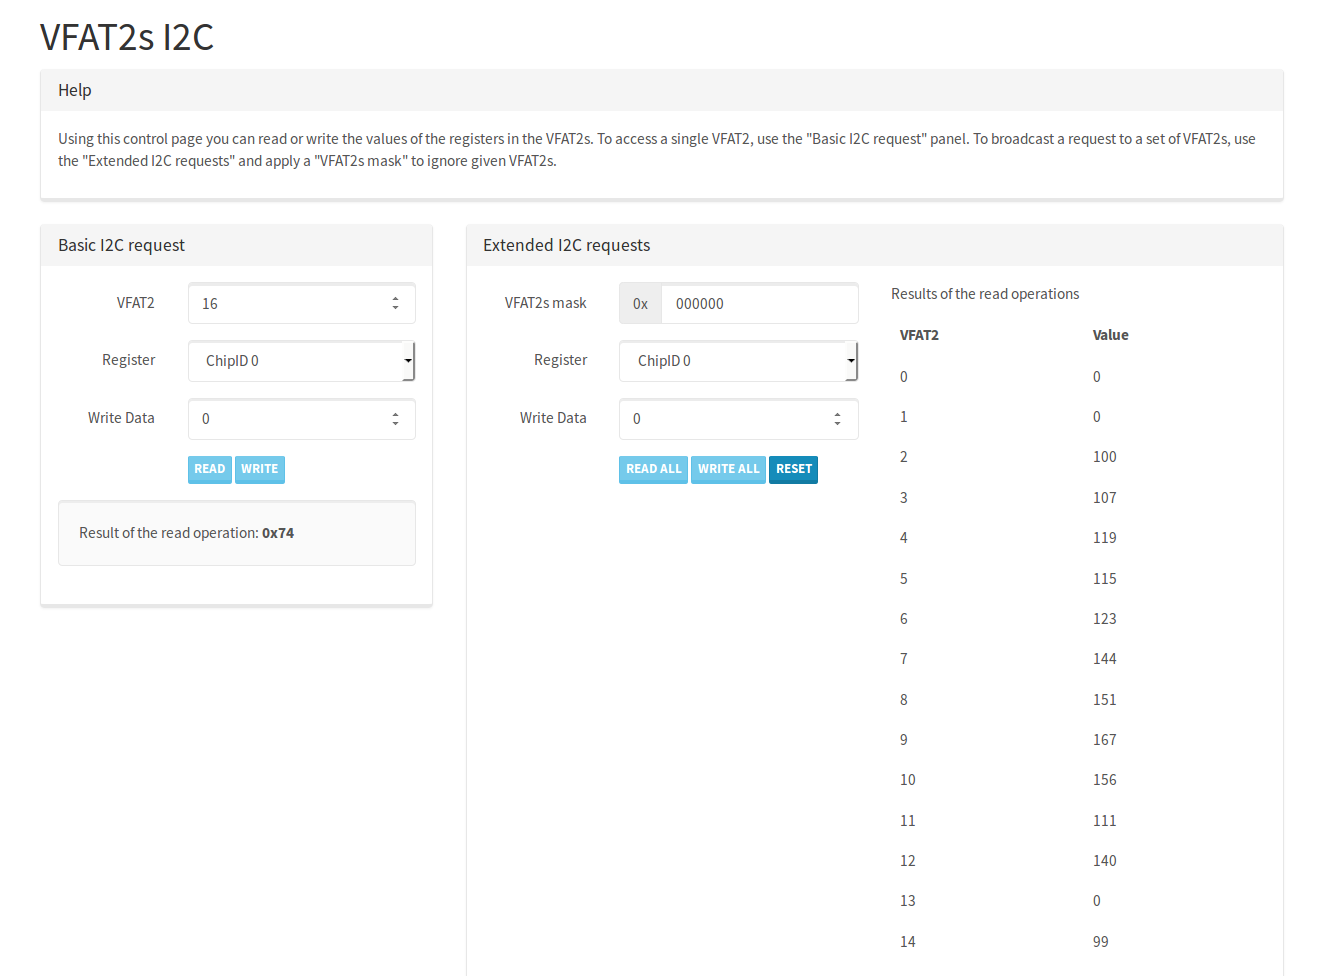 VFAT2s I2C
Help
Using this control page you can read or write the values of the registers in the VFAT2s. To access a single VFAT2, use the "Basic I2C request" panel. To broadcast a request to a set of VFAT2s, use
the "Extended I2C requests" and apply a "VFAT2s mask" to ignore given VFAT2s.
Basic I2C request
VFAT2 16
Register ChipID 0
Write Data 0
READ WRITE
Result of the read operation: 0x74
Extended I2C requests
VFAT2s mask 0x 000000
Register ChipID 0
Write Data 0
READ ALL WRITE ALL RESET
Results of the read operations
VFAT2 Value
0 0
1 0
2 100
3 107
4 119
5 115
6 123
7 144
8 151
9 167
10 156
11 111
12 140
13 0
14 99